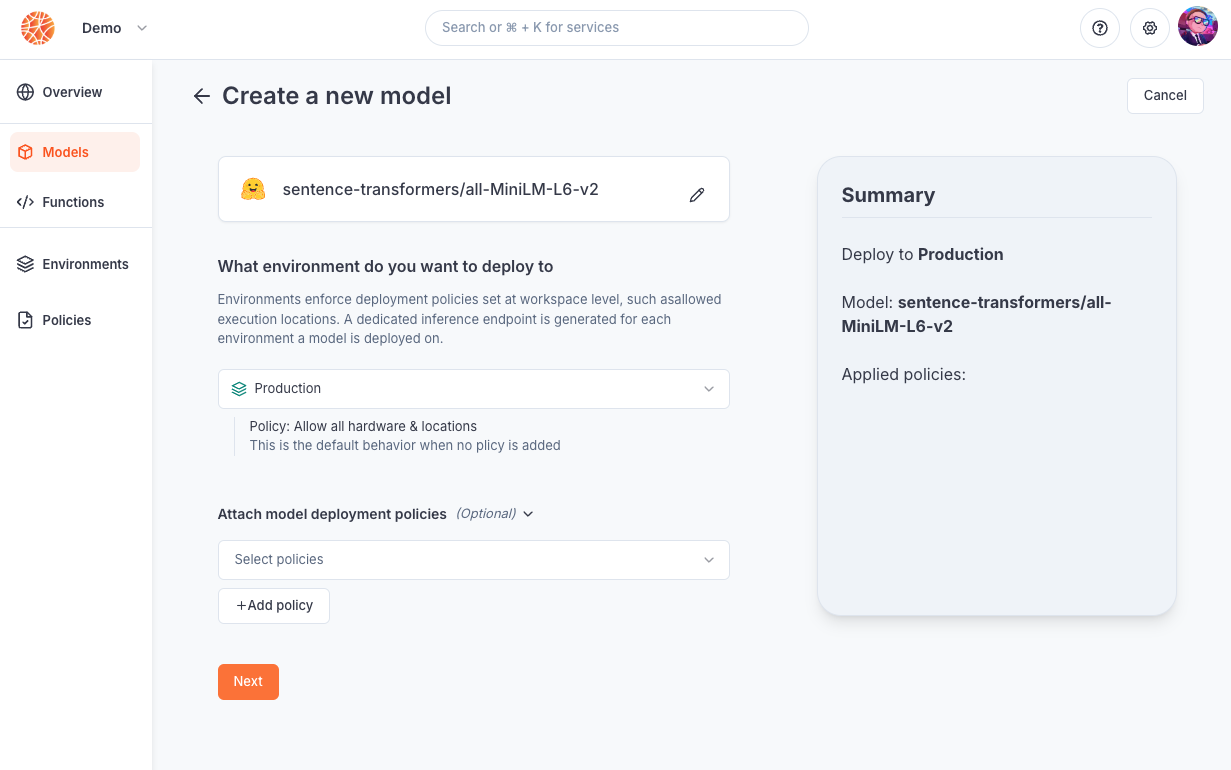 Demo
Search or ⌘ + K for services
Overview
Models
Functions
Environments
Policies
Create a new model
Cancel
sentence-transformers/all-MiniLM-L6-v2
What environment do you want to deploy to
Environments enforce deployment policies set at workspace level, such asallowed
execution locations. A dedicated inference endpoint is generated for each
environment a model is deployed on.
Production
Policy: Allow all hardware & locations
This is the default behavior when no plicy is added
Attach model deployment policies (Optional)
Select policies
+Add policy
Next
Summary
Deploy to Production
Model: sentence-transformers/all-
MiniLM-L6-v2
Applied policies: